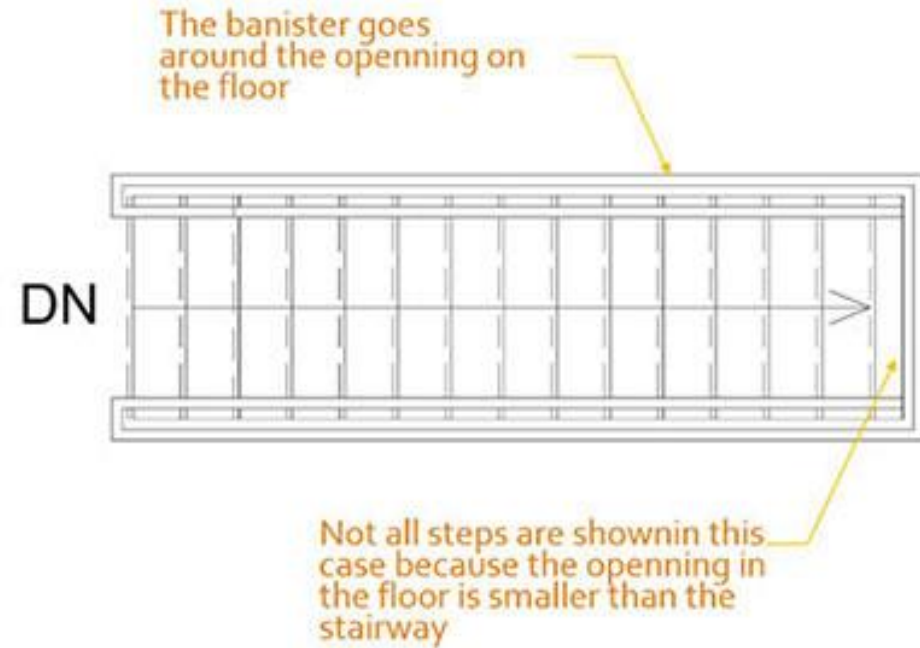 The banister goes
around the openning on
the floor
DN
Not all steps are shownin this
case because the openning in
the floor is smaller than the
stairway